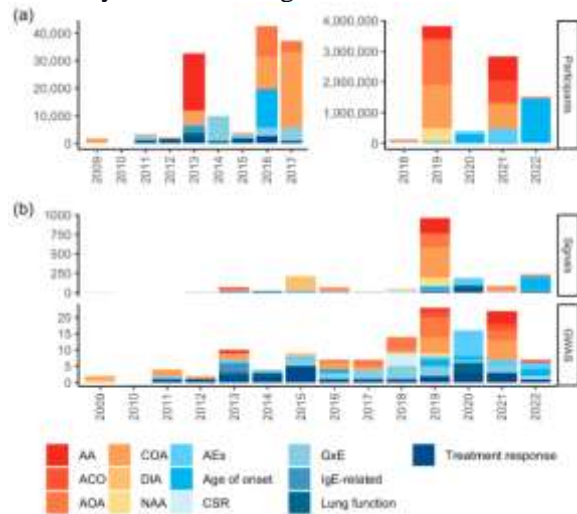 (a)
40,000
30,000
20,000
10,000
0
2009 2010 2011 2012 2013 2014 2015 2016 2017
4,000,000
3,000,000
2,000,000
1,000,000
0
2018 2019 2020 2021 2022
Participants
(b)
1000
750
500
250
0
Signals
20
15
10
5
0
GWAS
2009 2010 2011 2012 2013 2014 2015 2016 2017 2018 2019 2020 2021 2022
AA COA AEs GxE Treatment response
ACO DIA Age of onset IgE-related
AOA NAA CSR Lung function